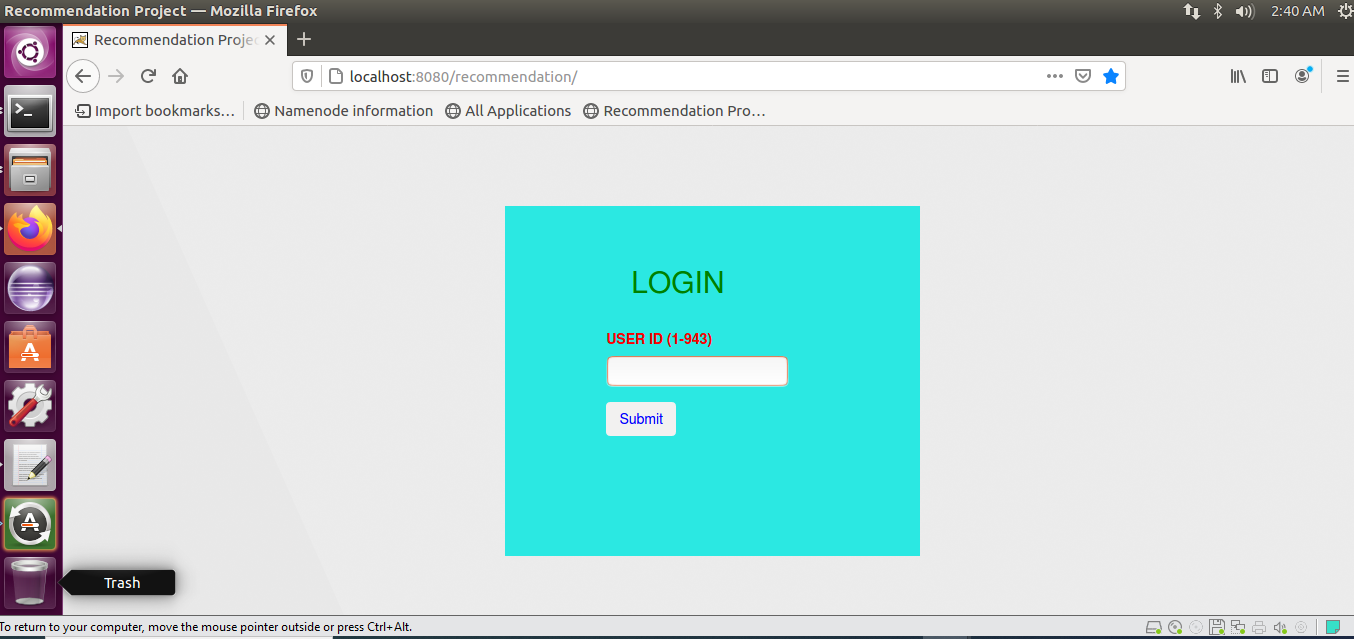 Recommendation Project — Mozilla Firefox
2:40 AM
Recommendation Projec
localhost:8080/recommendation/
Import bookmarks… Namenode information All Applications Recommendation Pro…
LOGIN
USER ID (1-943)
Submit
Trash
To return to your computer, move the mouse pointer outside or press Ctrl+Alt.